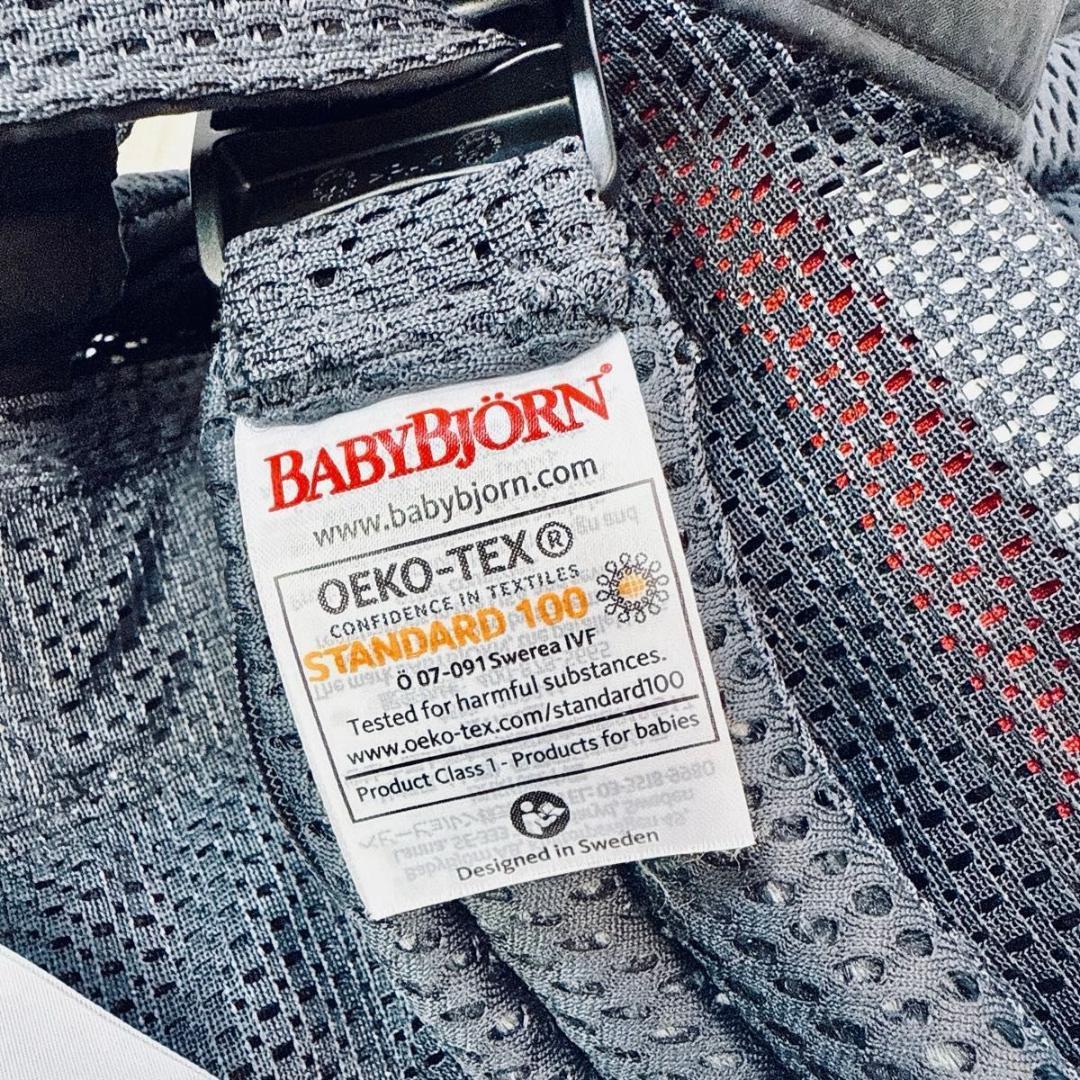 BABYBJÖRN®
www.babybjorn.com
OEKO-TEX®
CONFIDENCE IN TEXTILES
STANDARD 100
Ö 07-091 Swerea IVF
Tested for harmful substances.
www.oeko-tex.com/standard100
Product Class 1 - Products for babies
Designed in Sweden